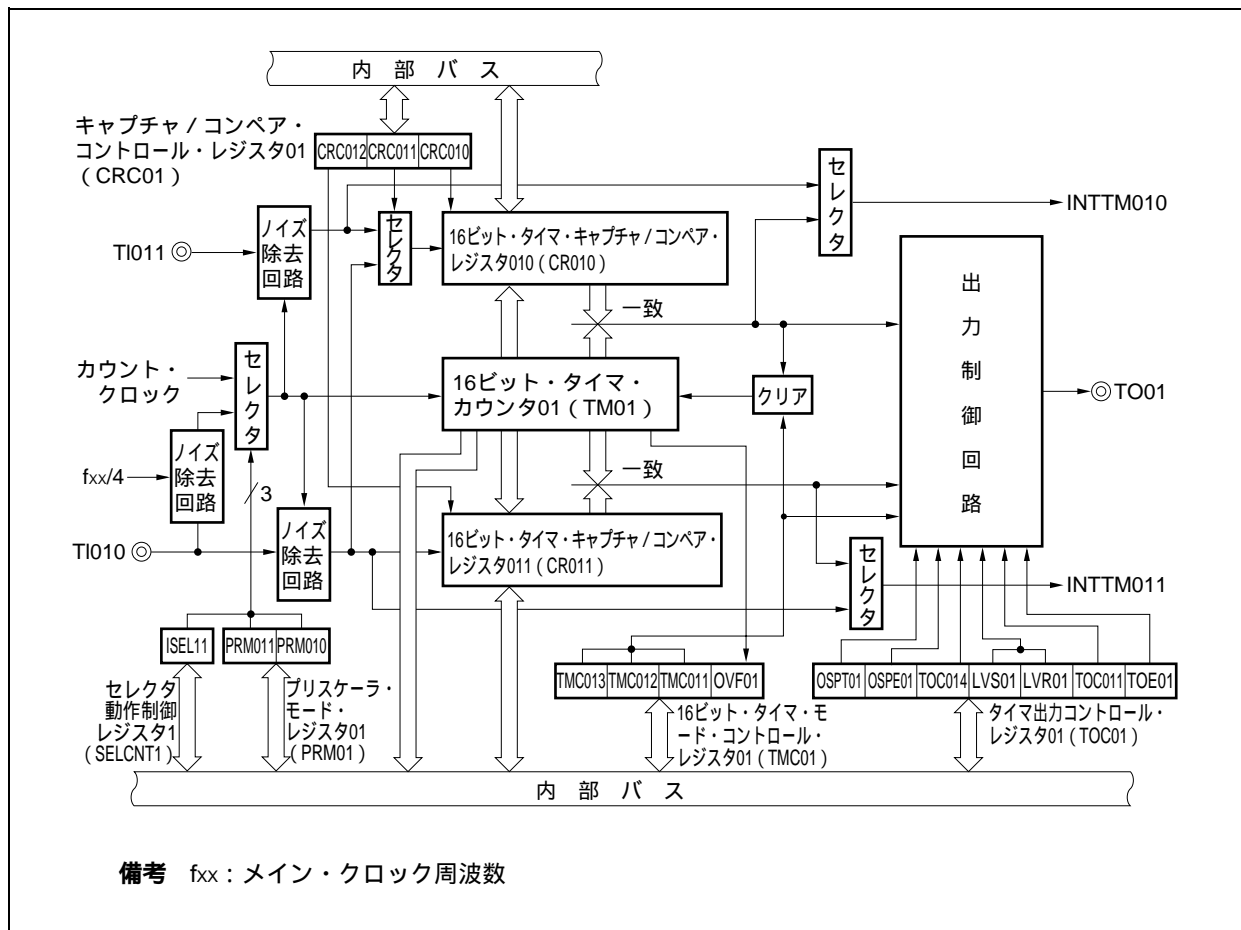 内部バス
キャプチャ / コンペア・
コントロール・レジスタ01
( CRC01 )
CRC012 CRC011 CRC010
TI011
ノイズ
除去
回路
セレクタ
16ビット・タイマ・キャプチャ / コンペア・
レジスタ010 ( CR010 )
セレクタ
INTTM010
一致
カウント・
クロック
セレクタ
16ビット・タイマ・
カウンタ01 ( TM01 )
クリア
出力制御回路
TO01
fxx/4
ノイズ
除去
回路
3
一致
TI010
ノイズ
除去
回路
16ビット・タイマ・キャプチャ / コンペア・
レジスタ011 ( CR011 )
セレクタ
INTTM011
ISEL11
PRM011 PRM010
TMC013 TMC012 TMC011 OVF01
OSPT01 OSPE01 TOC014 LVS01 LVR01 TOC011 TOE01
セレクタ
動作制御
レジスタ1
(SELCNT1)
プリスケーラ・
モード・
レジスタ01
( PRM01 )
16ビット・タイマ・モ
ード・コントロール・
レジスタ01 ( TMC01 )
タイマ出力コントロール・
レジスタ01 ( TOC01 )
内部バス
備考 fxx : メイン・クロック周波数